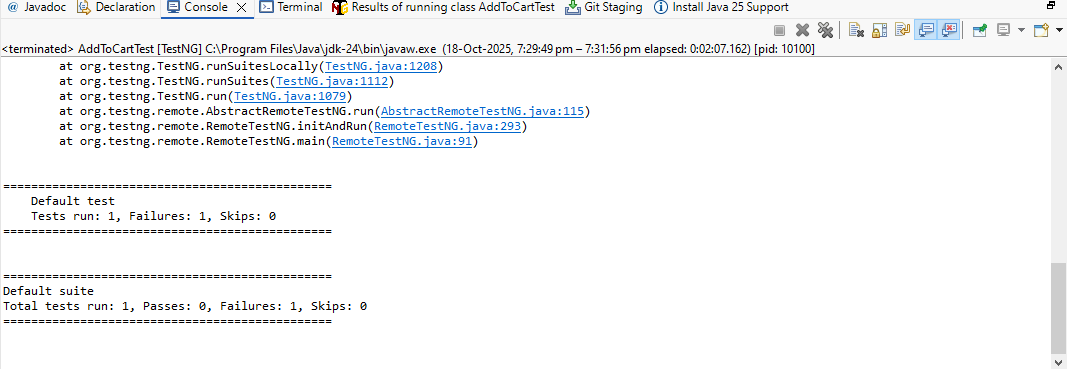 @ Javadoc Declaration Console Terminal Results of running class AddToCartTest Git Staging Install Java 25 Support
<terminated> AddToCartTest [TestNG] C:\Program Files\Java\jdk-24\bin\javaw.exe (18-Oct-2025, 7:29:49 pm – 7:31:56 pm elapsed: 0:02:07.162) [pid: 10100]
at org.testng.TestNG.runSuitesLocally(TestNG.java:1208)
at org.testng.TestNG.runSuites(TestNG.java:1112)
at org.testng.TestNG.run(TestNG.java:1079)
at org.testng.remote.AbstractRemoteTestNG.run(AbstractRemoteTestNG.java:115)
at org.testng.remote.RemoteTestNG.initAndRun(RemoteTestNG.java:293)
at org.testng.remote.RemoteTestNG.main(RemoteTestNG.java:91)
===============================================
Default test
Tests run: 1, Failures: 1, Skips: 0
===============================================
===============================================
Default suite
Total tests run: 1, Passes: 0, Failures: 1, Skips: 0
===============================================